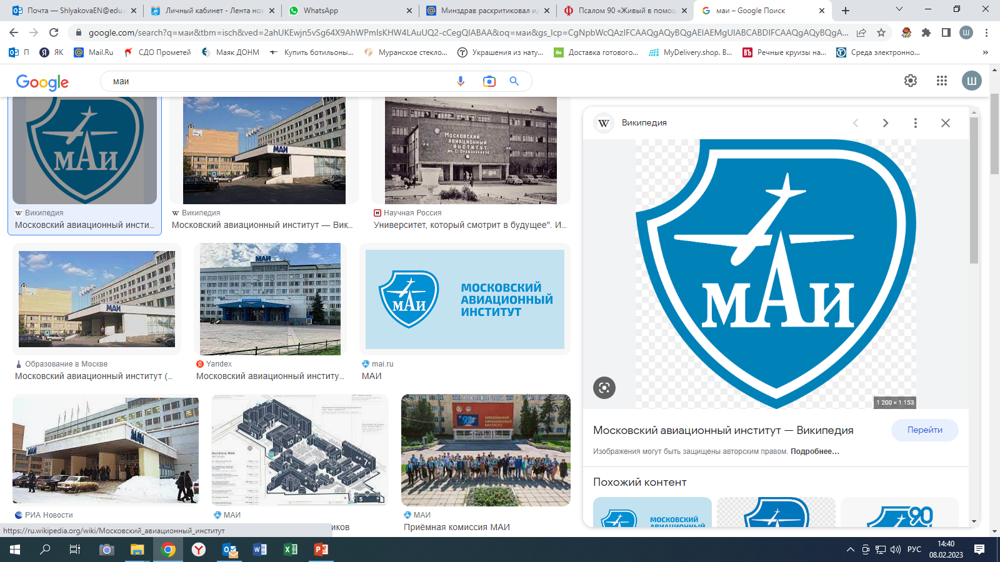 Почта — ShlyakovaEN@edu.
Личный кабинет - Лента нов
WhatsApp
Минздрав раскритиковал ид
Псалом 90 «Живый в помощ
маи – Google Поиск
google.com/search?q=маи&tbm=isch&ved=2ahUKEwjn5vSg64X9AhWPmIsKHW4LAuUQ2-cCegQIABAA&oq=маи&gs_lcp=CgNpbWcQAzIFCAAQgAQyBQgAEIAEMgUIABCABDIFCAAQgAQyBQgA...
Ш
П
ЯК
Mail.Ru
СДО Прометей
Маяк ДОНМ
Купить ботильоны...
Муранское стекло...
Украшения из нату...
Доставка готового...
MyDelivery.shop. В...
Речные круизы на...
Среда электронно...
»
Google
маи
Ш
МАИ
МАИ
МОСКОВСКИЙ
АВИАЦИОННЫЙ
ИНСТИТУТ
Википедия
Московский авиационный инсти...
Википедия
Московский авиационный институт — Вик...
Научная Россия
Университет, который смотрит в будущее". И...
МАИ
МАИ
МАИ
МОСКОВСКИЙ
АВИАЦИОННЫЙ
ИНСТИТУТ
Образование в Москве
Московский авиационный институт (...
Yandex
Московский авиационный институ...
mai.ru
МАИ
МАИ
МАИ
Институты МАИ
РИА Новости
МАИ
иков
МАИ
Приёмная комиссия МАИ
Википедия
МАИ
1 200 × 1 153
Московский авиационный институт — Википедия
Перейти
Изображения могут быть защищены авторским правом. Подробнее...
Похожий контент
МОСКОВСКИЙ
90
https://ru.wikipedia.org/wiki/Московский_авиационный_институт
РУС
14:40
08.02.2023